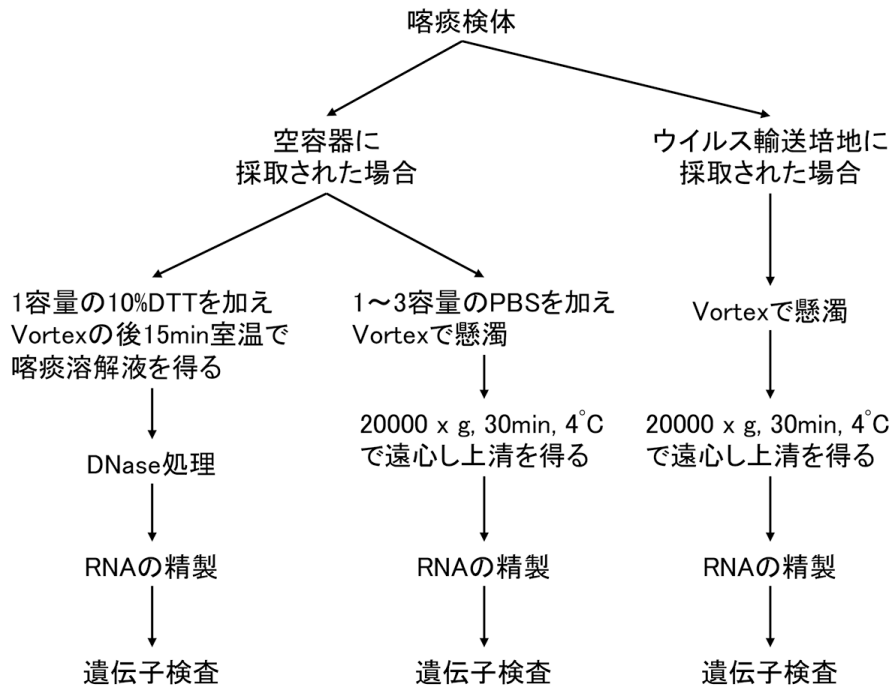 喀痰検体
空容器に
採取された場合
ウイルス輸送培地に
採取された場合
1容量の10%DTTを加え
Vortexの後15min室温で
喀痰溶解液を得る
DNase処理
RNAの精製
遺伝子検査
1～3容量のPBSを加え
Vortexで懸濁
20000 x g, 30min, 4°C
で遠心し上清を得る
RNAの精製
遺伝子検査
Vortexで懸濁
20000 x g, 30min, 4°C
で遠心し上清を得る
RNAの精製
遺伝子検査